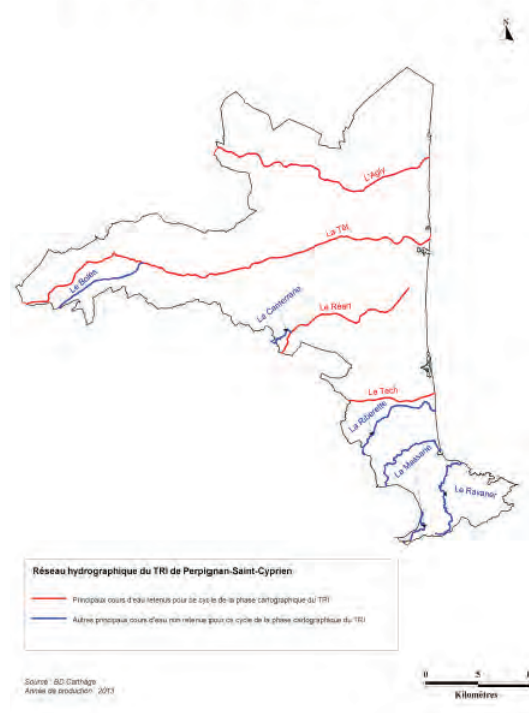 N
L'Agly
La Têt
Le Boles
La Canterrane
Le Réart
Le Tech
La Riberette
La Massane
Le Ravaner
Réseau hydrographique du TRI de Perpignan-Saint-Cyprien
Principaux cours d'eau retenus pour ce cycle de la phase cartographique du TRI
Autres principaux cours d'eau non retenus pour ce cycle de la phase cartographique du TRI
Source : BD Carthage
Année de production : 2013
0 5
Kilomètres